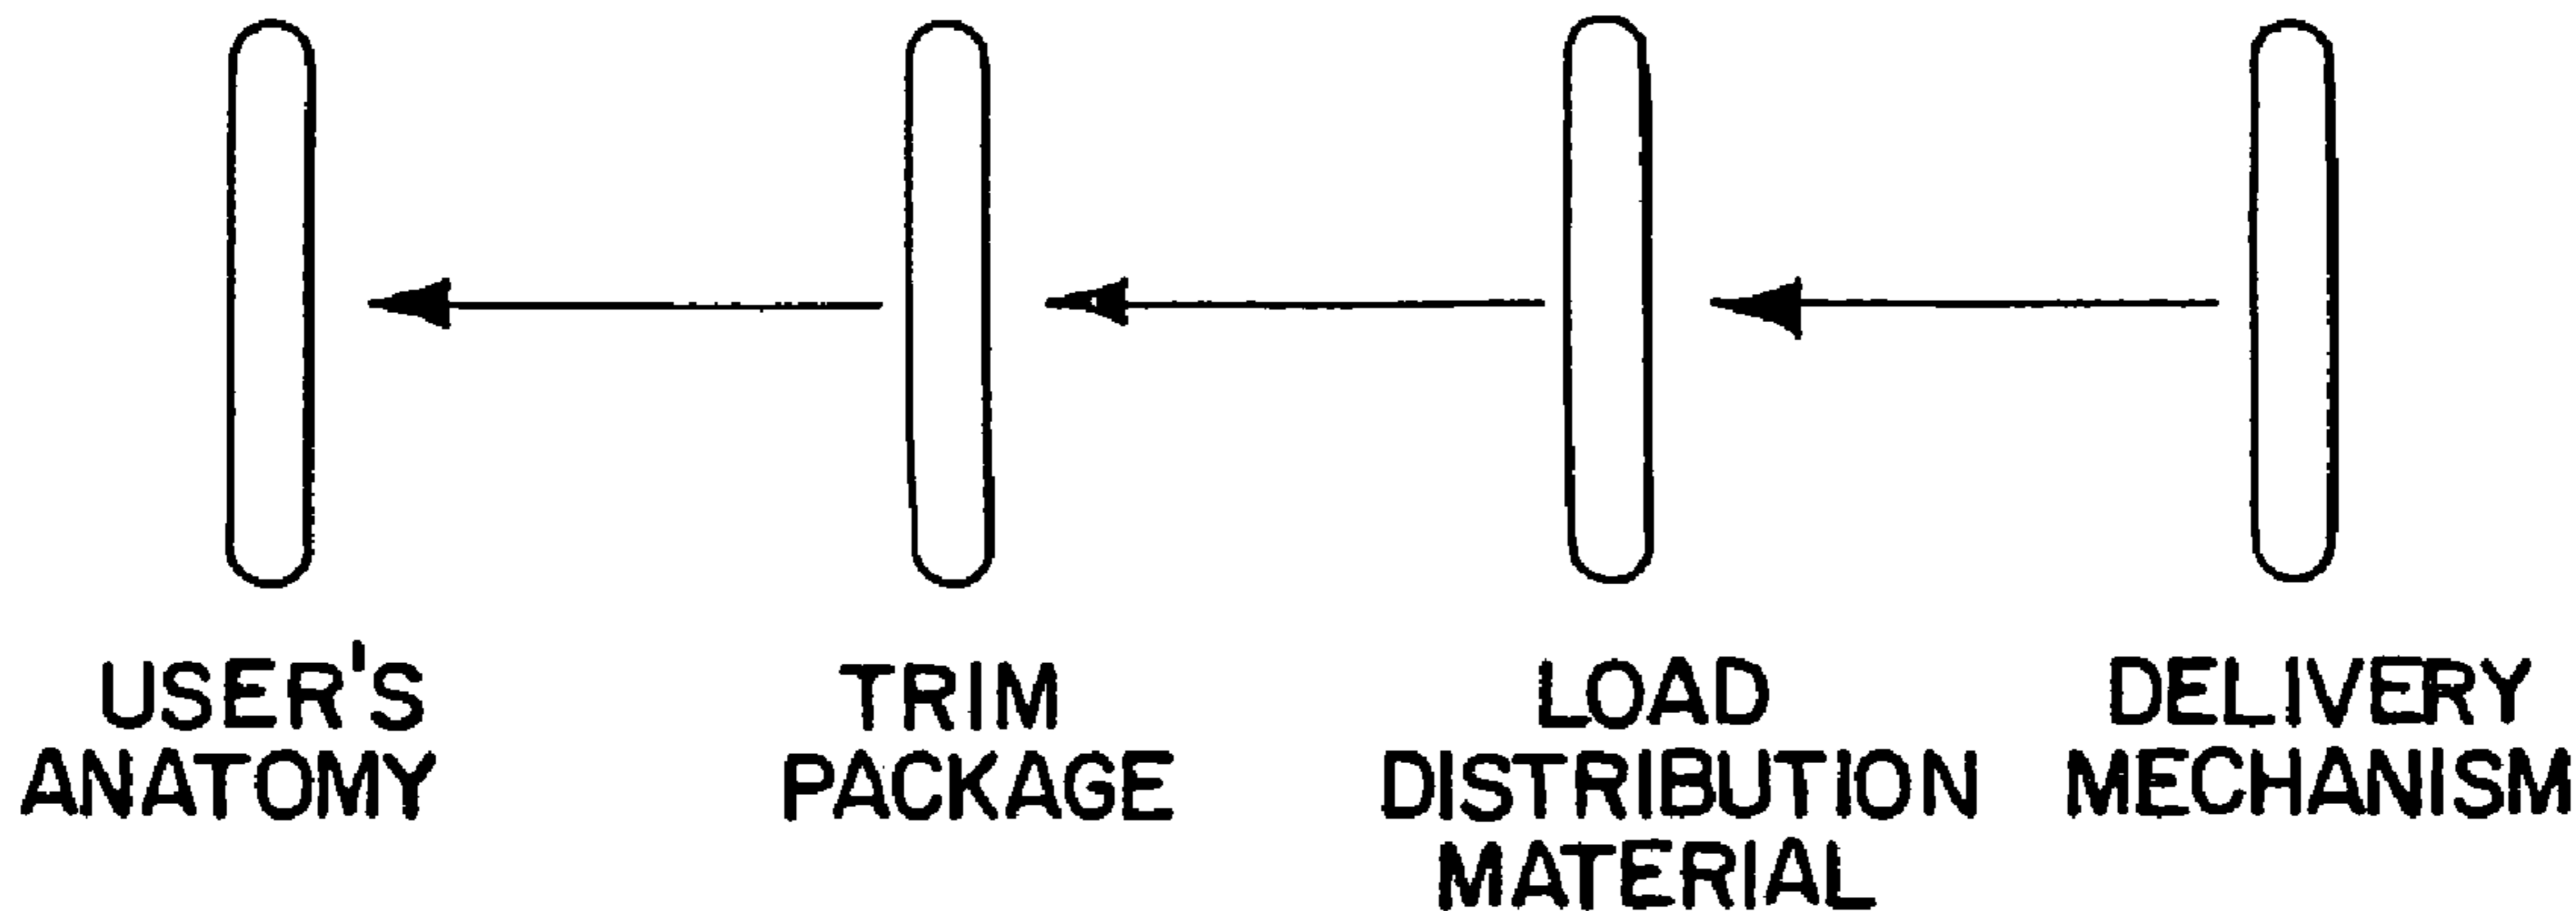 USER'S
ANATOMY
TRIM
PACKAGE
LOAD
DISTRIBUTION
MATERIAL
DELIVERY
MECHANISM